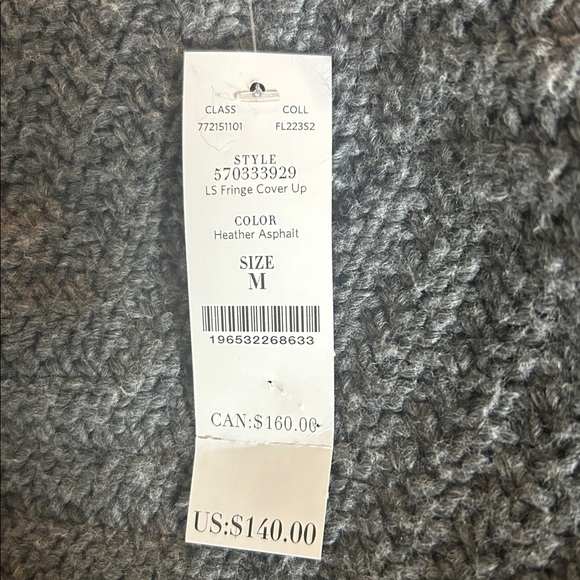 CLASS COLL
772151101 FL223S2
STYLE
570333929
LS Fringe Cover Up
COLOR
Heather Asphalt
SIZE
M
196532268633
CAN:$160.00
US:$140.00